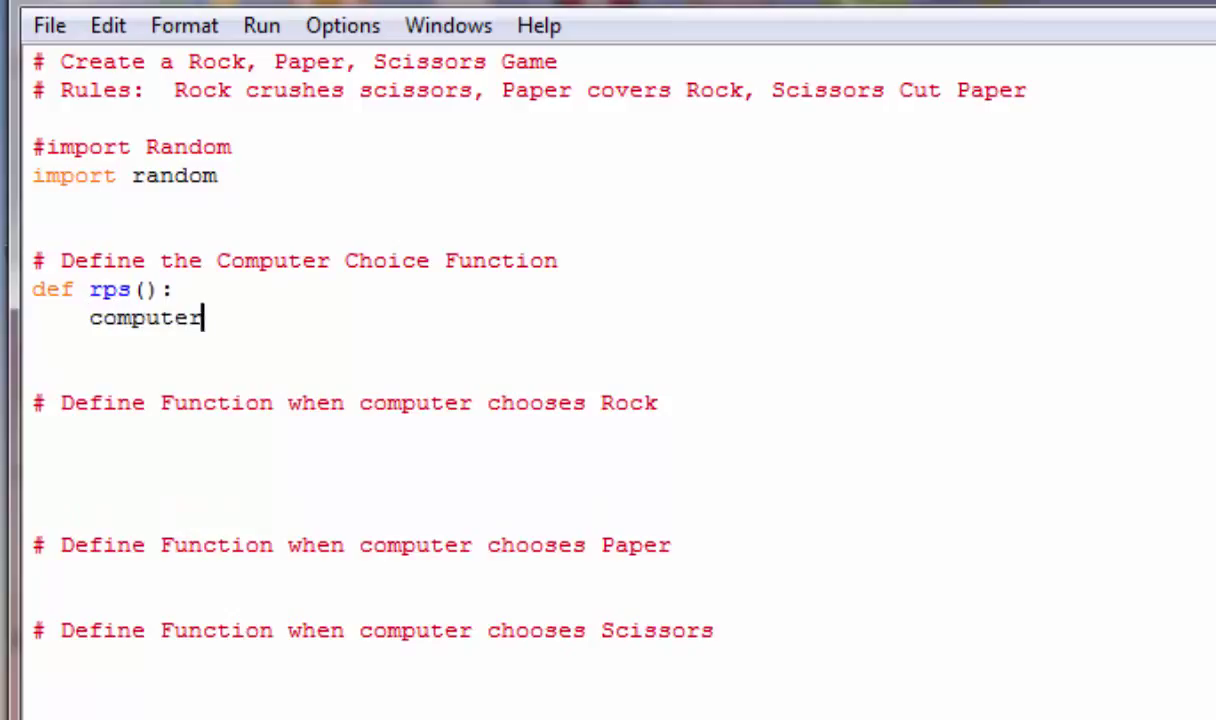 File Edit Format Run Options Windows Help
# Create a Rock, Paper, Scissors Game
# Rules:  Rock crushes scissors, Paper covers Rock, Scissors Cut Paper
#import Random
import random
# Define the Computer Choice Function
def rps():
    computer
# Define Function when computer chooses Rock
# Define Function when computer chooses Paper
# Define Function when computer chooses Scissors